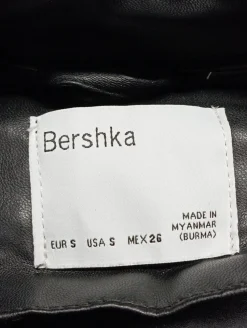 Bershka
MADE IN
MYANMAR
(BURMA)
EUR S USA S MEX 26